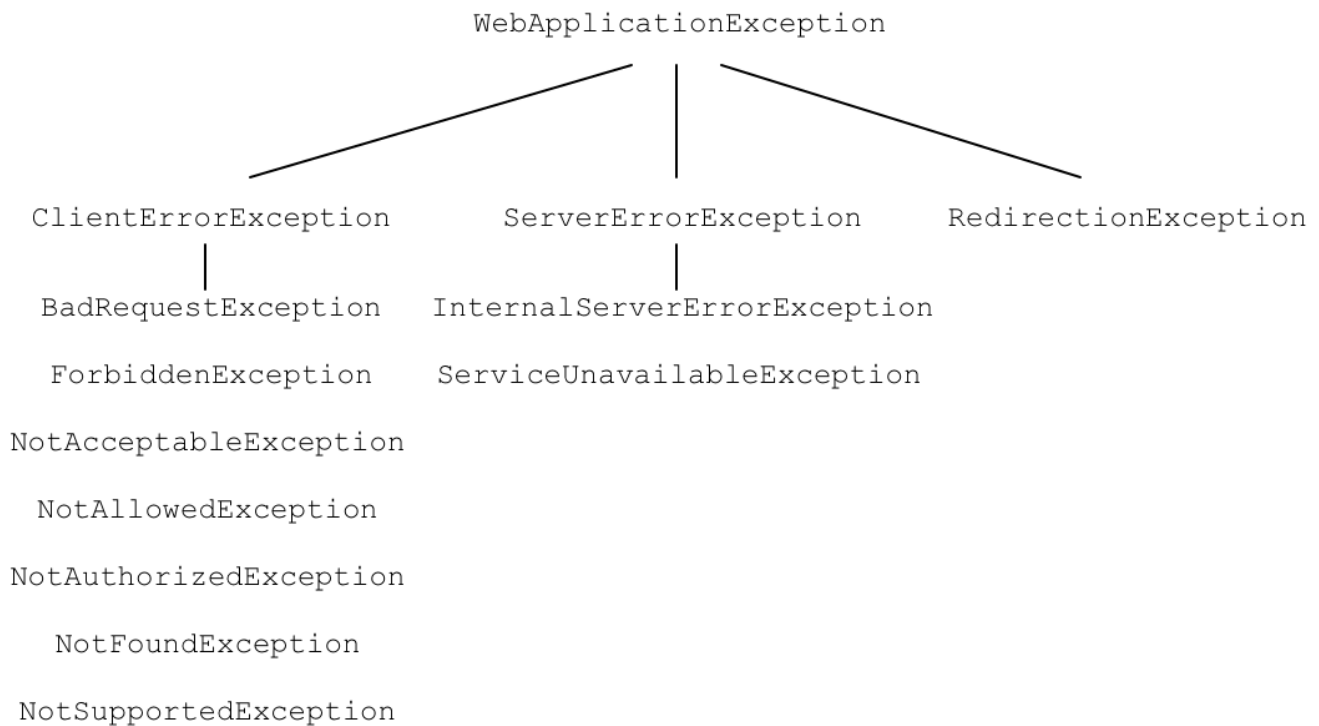 WebApplicationException
ClientErrorException ServerErrorException RedirectionException
BadRequestException InternalServerErrorException
ForbiddenException ServiceUnavailableException
NotAcceptableException
NotAllowedException
NotAuthorizedException
NotFoundException
NotSupportedException